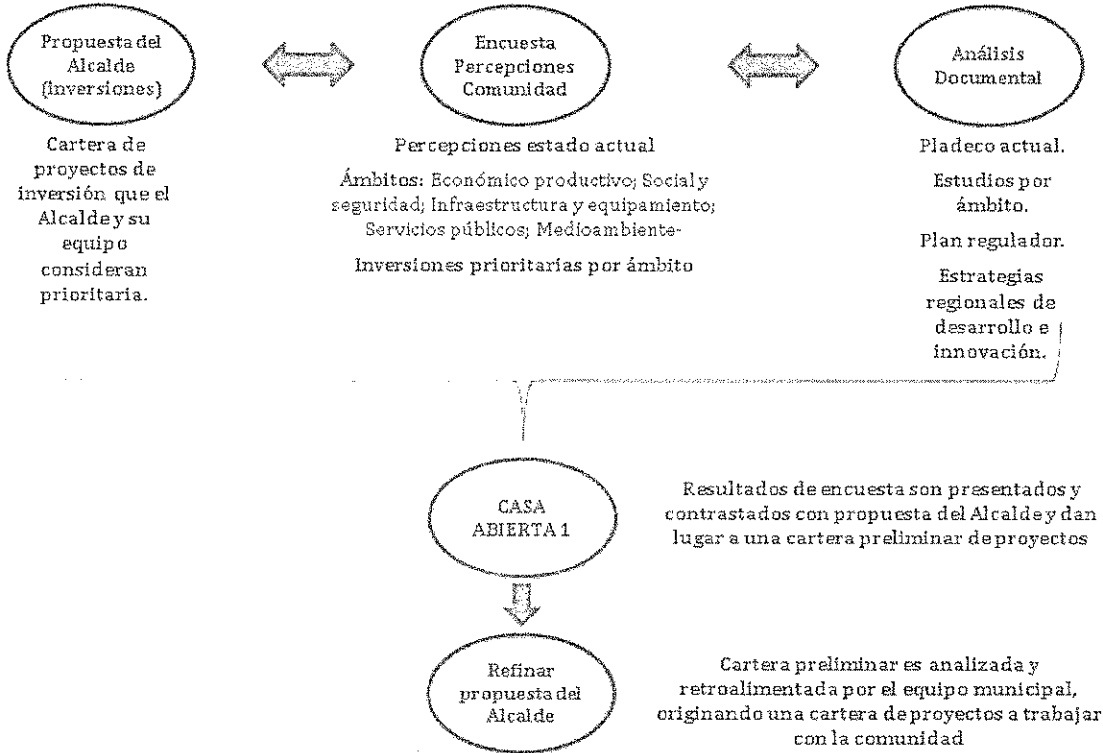 Propuesta del
Alcalde
(Inversiones)
Cartera de
proyectos de
inversión que el
Alcalde y su
equipo
consideran
prioritaria.
Encuesta
Percepciones
Comunidad
Percepciones estado actual
Ámbitos: Económico productivo; Social y
seguridad; Infraestructura y equipamiento;
Servicios públicos; Medioambiente-
Inversiones prioritarias por ámbito
Análisis
Documental
Pladeco actual.
Estudios por
ámbito.
Plan regulador.
Estrategias
regionales de
desarrollo e
innovación.
CASA
ABIERTA 1
Resultados de encuesta son presentados y
contrastados con propuesta del Alcalde y dan
lugar a una cartera preliminar de proyectos
Refinar
propuesta del
Alcalde
Cartera preliminar es analizada y
retroalimentada por el equipo municipal,
originando una cartera de proyectos a trabajar
con la comunidad